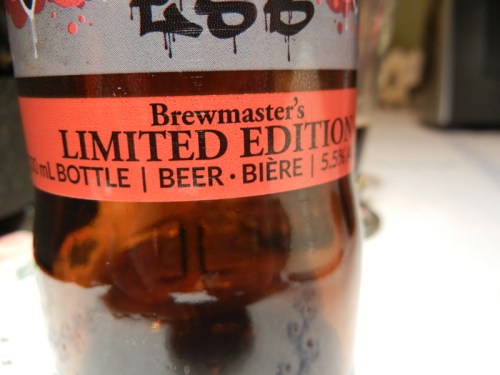 ESB
Brewmaster's
LIMITED EDITION
mL BOTTLE | BEER • BIÈRE | 5.5%